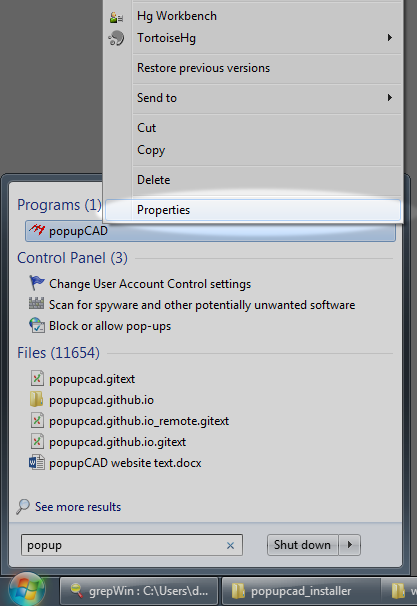 Hg Workbench
TortoiseHg
Restore previous versions
Send to
Cut
Copy
Delete
Properties
Programs (1)
popupCAD
Control Panel (3)
Change User Account Control settings
Scan for spyware and other potentially unwanted software
Block or allow pop-ups
Files (11654)
popupcad.gitext
popupcad.github.io
popupcad.github.io_remote.gitext
popupcad.github.io.gitext
popupCAD website text.docx
See more results
popup
Shut down
grepWin : C:\Users\d...
popupcad_installer